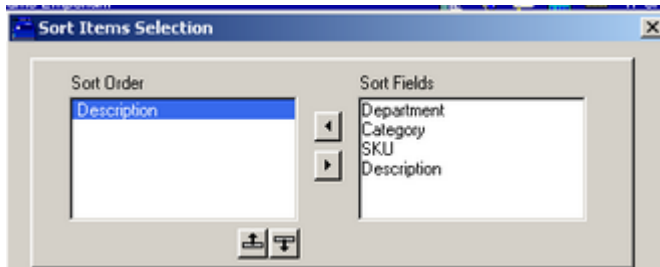 Sort Items Selection
Sort Order
Description
Sort Fields
Department
Category
SKU
Description